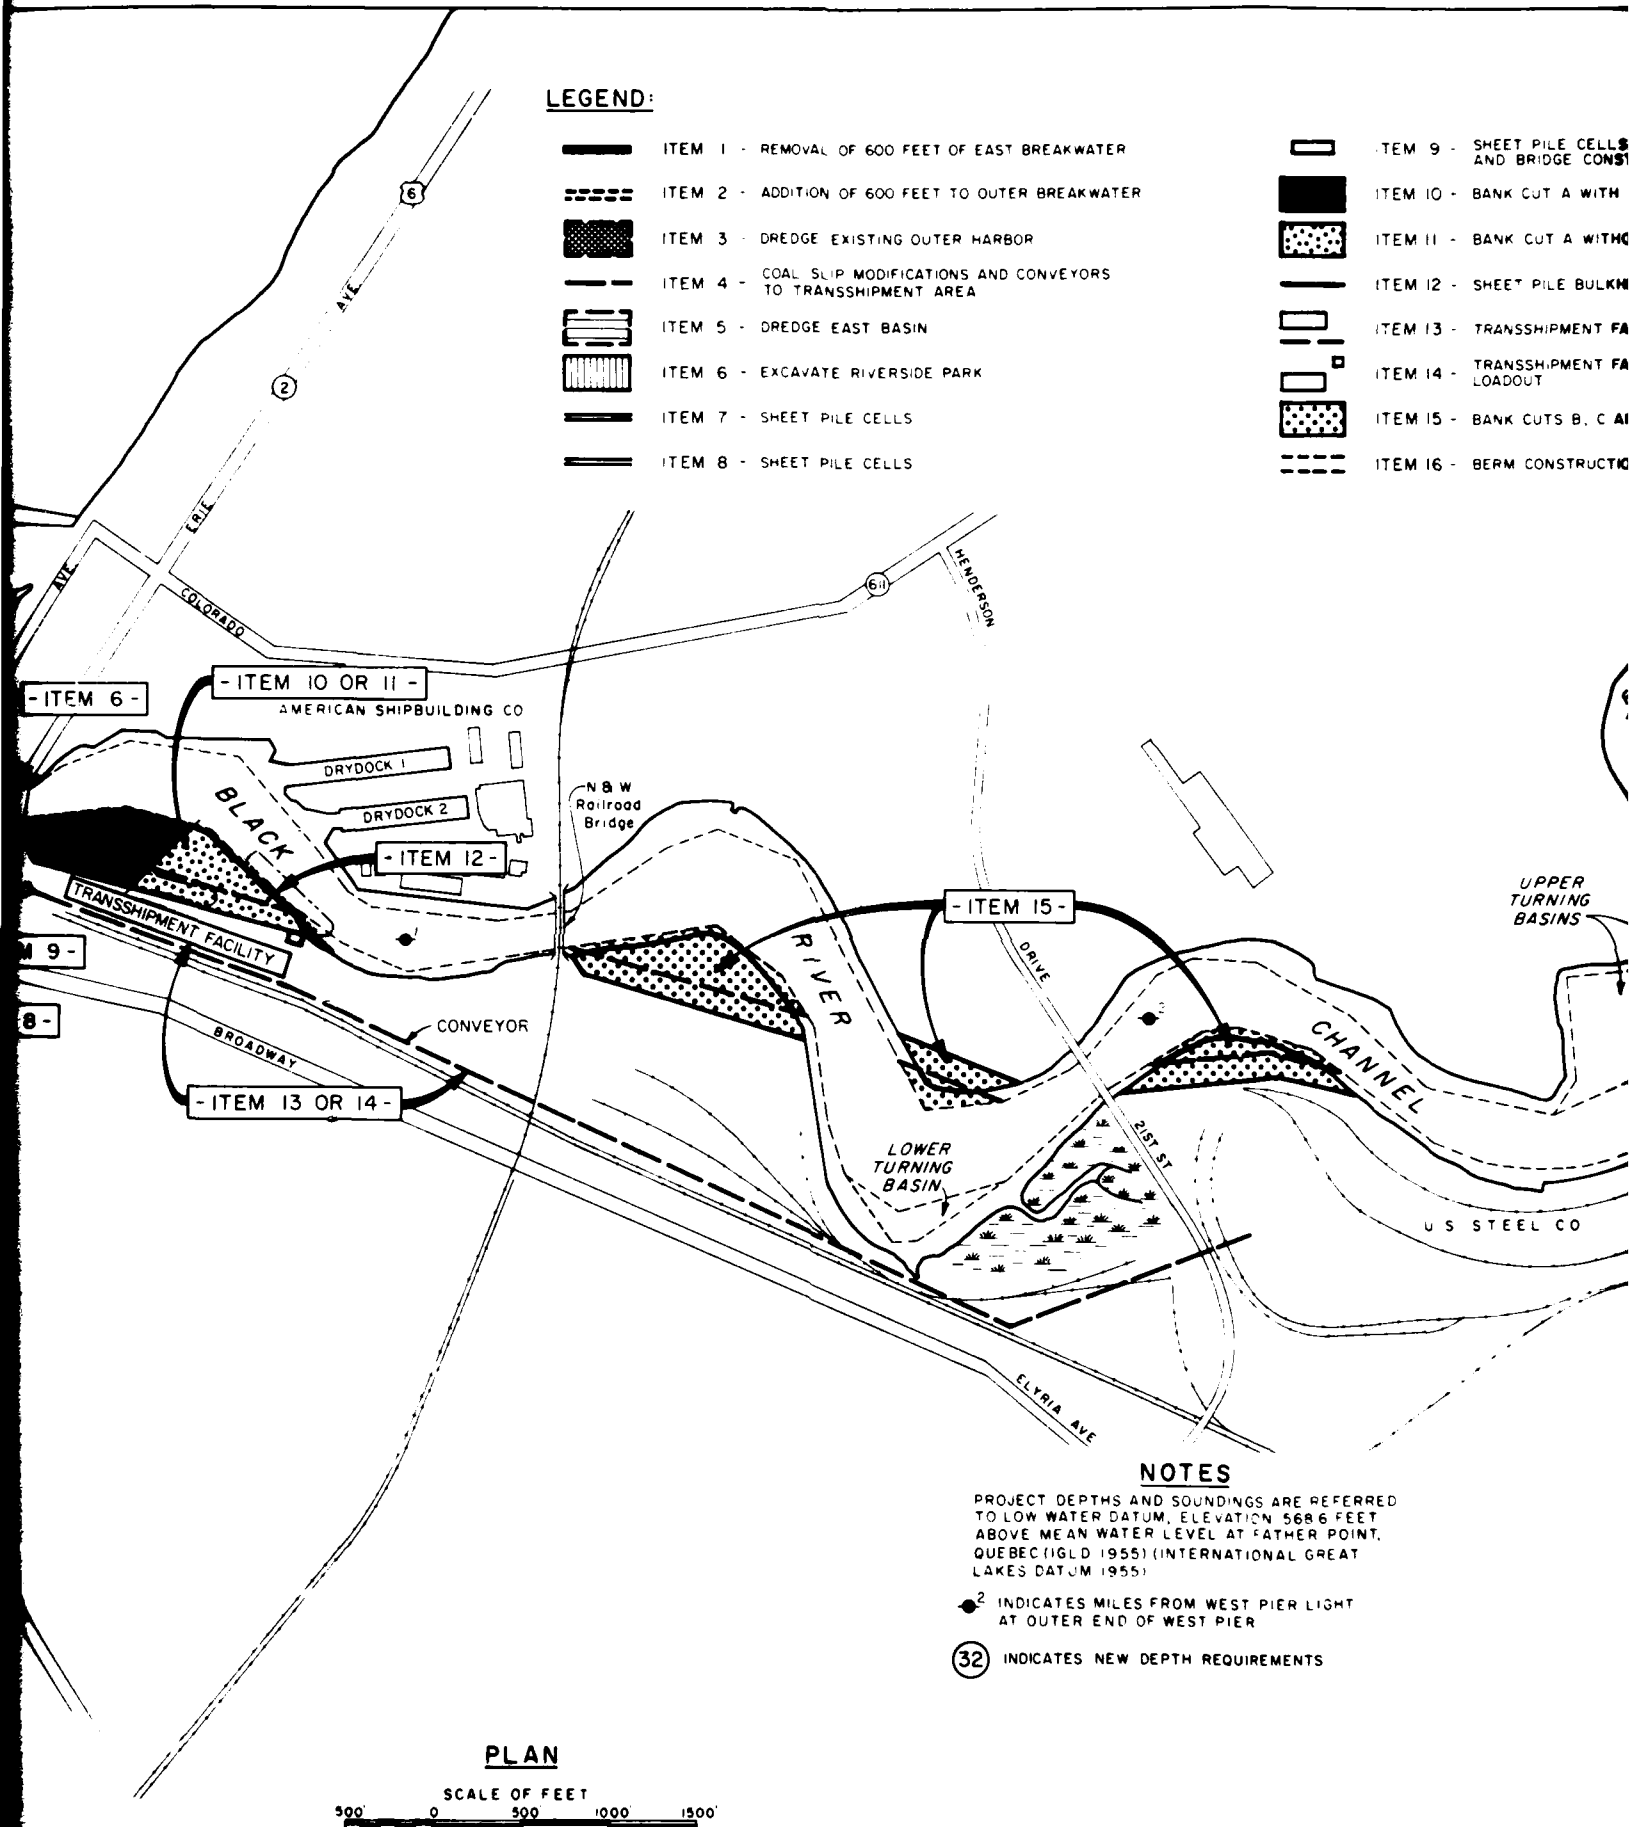 LEGEND:
ITEM 1 - REMOVAL OF 600 FEET OF EAST BREAKWATER
ITEM 2 - ADDITION OF 600 FEET TO OUTER BREAKWATER
ITEM 3 - DREDGE EXISTING OUTER HARBOR
ITEM 4 - COAL SLIP MODIFICATIONS AND CONVEYORS
TO TRANSSHIPMENT AREA
ITEM 5 - DREDGE EAST BASIN
ITEM 6 - EXCAVATE RIVERSIDE PARK
ITEM 7 - SHEET PILE CELLS
ITEM 8 - SHEET PILE CELLS
TEM 9 - SHEET PILE CELLS
AND BRIDGE CONST
ITEM 10 - BANK CUT A WITH
ITEM 11 - BANK CUT A WITHO
ITEM 12 - SHEET PILE BULKH
ITEM 13 - TRANSSHIPMENT FA
ITEM 14 - TRANSSHIPMENT FA
LOADOUT
ITEM 15 - BANK CUTS B, C A
ITEM 16 - BERM CONSTRUCTIO
6
AVE.
2
ERIE
AVE.
COLORADO
611
HENDERSON
- ITEM 6 -
- ITEM 10 OR 11 -
AMERICAN SHIPBUILDING CO
DRYDOCK 1
DRYDOCK 2
N & W
Railroad
Bridge
BLACK
- ITEM 12 -
TRANSSHIPMENT FACILITY
1
M 9 -
8 -
BROADWAY
CONVEYOR
- ITEM 13 OR 14 -
- ITEM 15 -
RIVER
DRIVE
UPPER
TURNING
BASINS
CHANNEL
21ST ST
LOWER
TURNING
BASIN
U S STEEL CO
ELYRIA AVE
NOTES
PROJECT DEPTHS AND SOUNDINGS ARE REFERRED
TO LOW WATER DATUM, ELEVATION 568.6 FEET
ABOVE MEAN WATER LEVEL AT FATHER POINT,
QUEBEC (IGLD 1955) (INTERNATIONAL GREAT
LAKES DATUM 1955)
2 INDICATES MILES FROM WEST PIER LIGHT
AT OUTER END OF WEST PIER
32 INDICATES NEW DEPTH REQUIREMENTS
PLAN
SCALE OF FEET
500' 0 500' 1000' 1500'